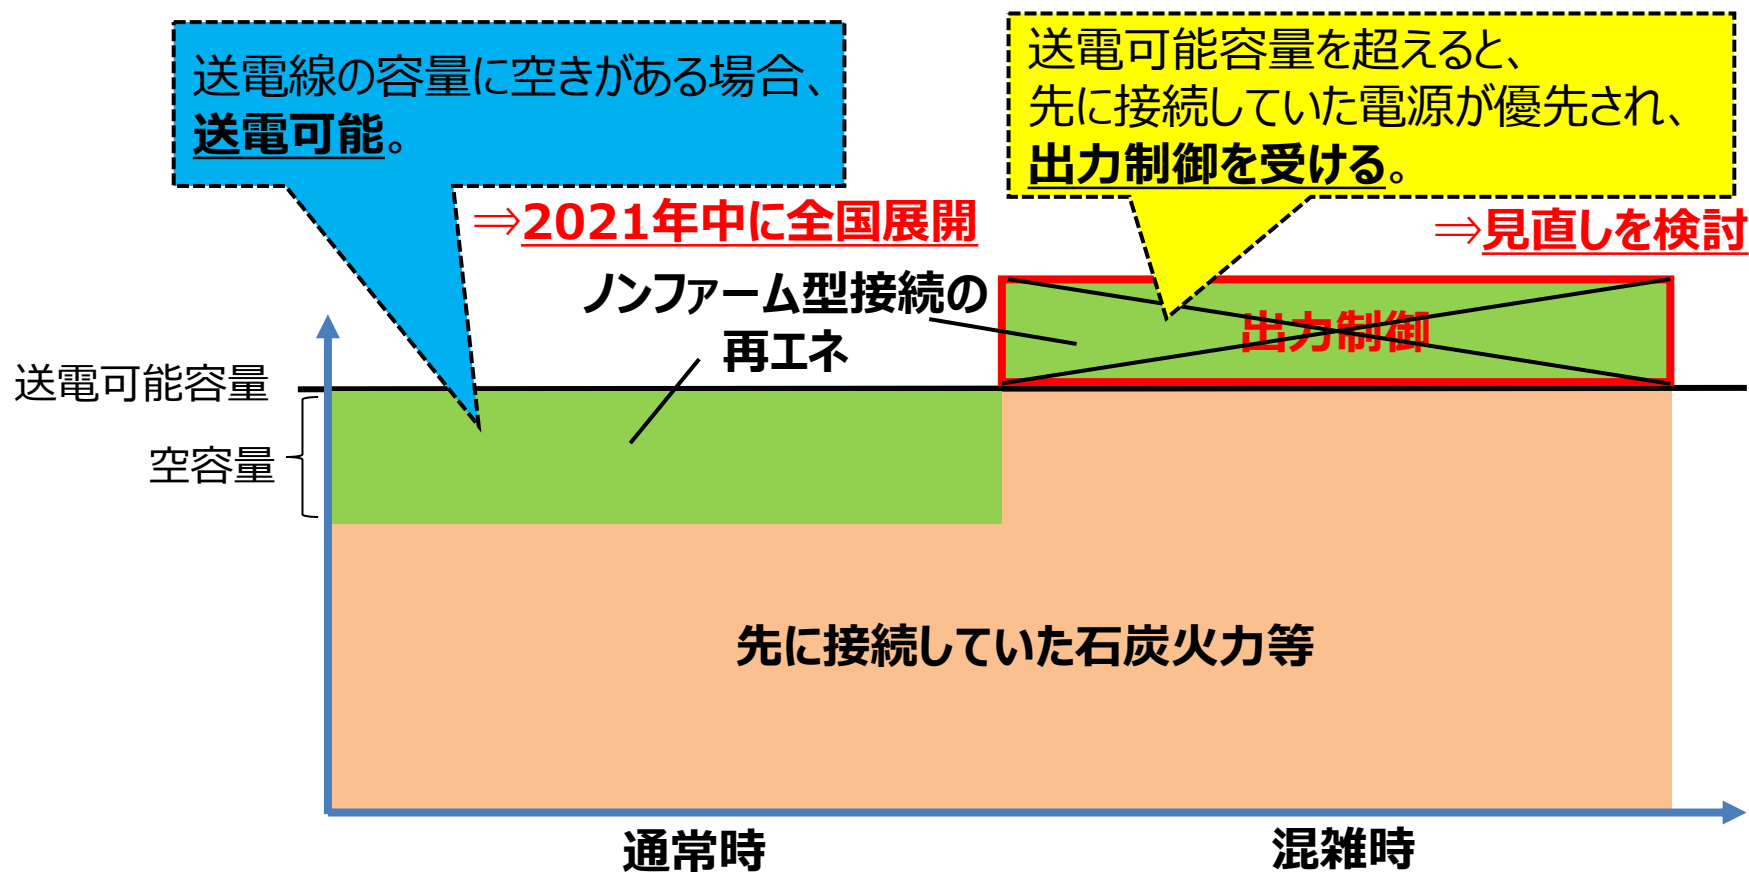 送電線の容量に空きがある場合、
送電可能。
送電可能容量を超えると、
先に接続していた電源が優先され、
出力制御を受ける。
⇒2021年中に全国展開
⇒見直しを検討
ノンファーム型接続の
再エネ
出力制御
送電可能容量
空容量
先に接続していた石炭火力等
通常時
混雑時